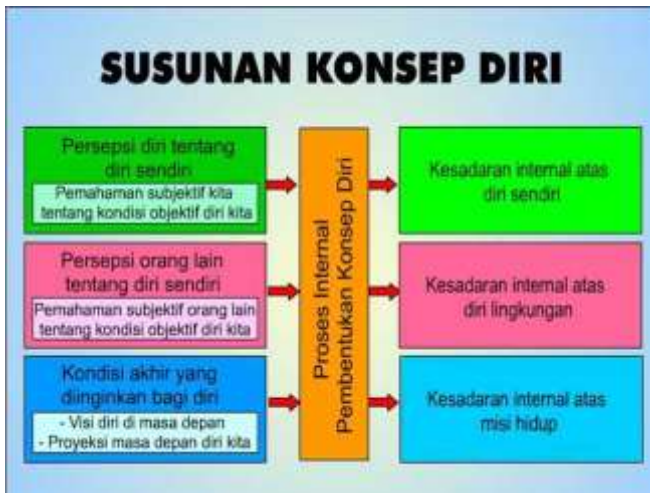 SUSUNAN KONSEP DIRI
Persepsi diri tentang
diri sendiri
Pemahaman subjektif kita
tentang kondisi objektif diri kita
Persepsi orang lain
tentang diri sendiri
Pemahaman subjektif orang lain
tentang kondisi objektif diri kita
Kondisi akhir yang
diinginkan bagi diri
- Visi diri di masa depan
- Proyeksi masa depan diri kita
Proses Internal
Pembentukan Konsep Diri
Kesadaran internal atas
diri sendiri
Kesadaran internal atas
diri lingkungan
Kesadaran internal atas
misi hidup